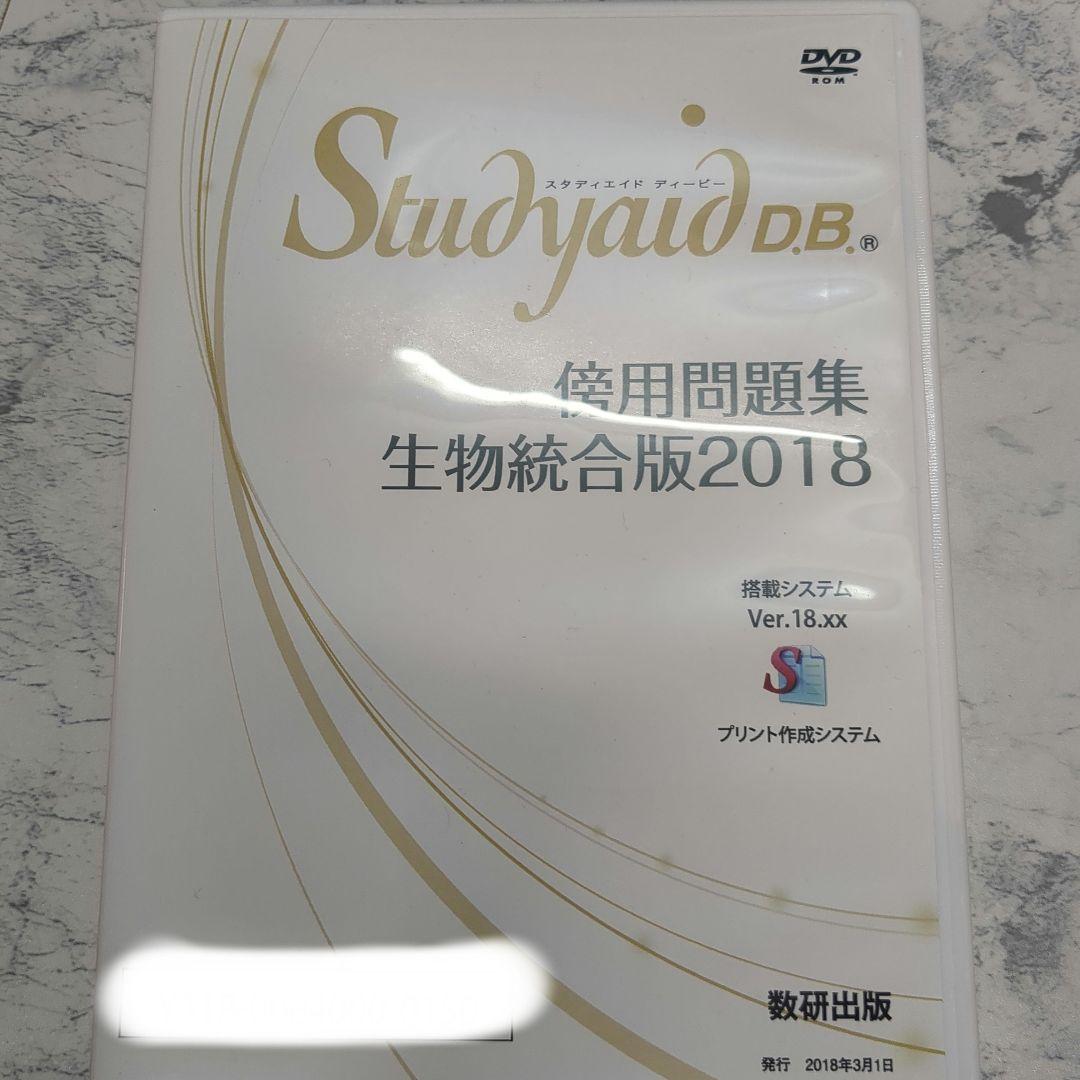 DVD
ROM
スタディエイド ディービー
Studyaid D.B.®
傍用問題集
生物統合版2018
搭載システム
Ver.18.xx
S
プリント作成システム
数研出版
発行 2018年3月1日